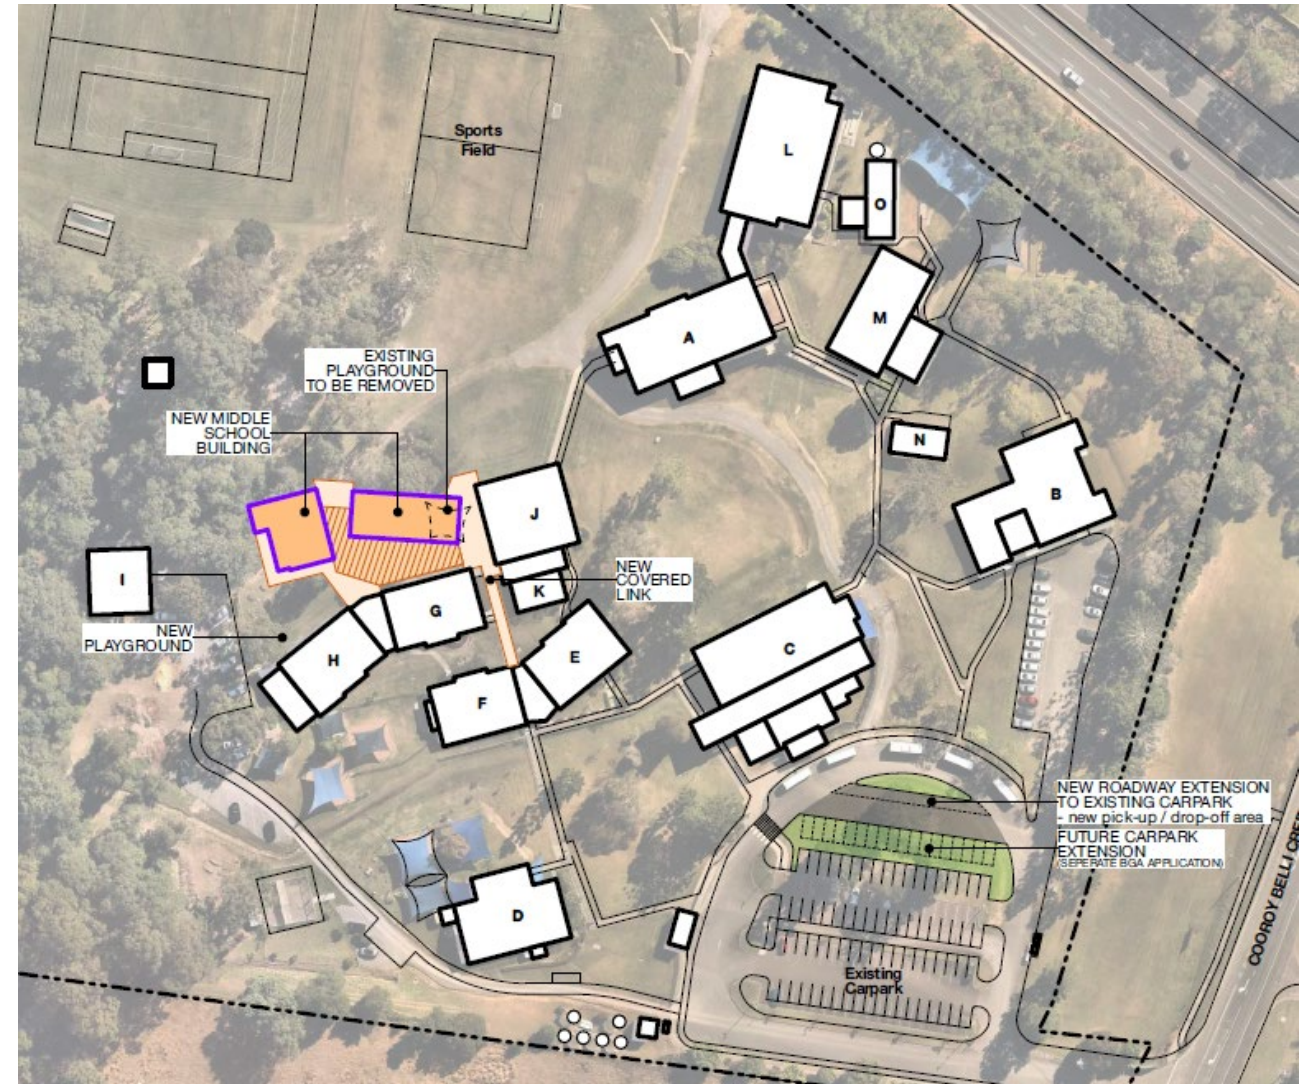 Sports
Field
L
O
M
A
EXISTING
PLAYGROUND
TO BE REMOVED
NEW MIDDLE
SCHOOL
BUILDING
N
B
J
I
NEW
COVERED
LINK
K
G
NEW
PLAYGROUND
H
E
C
F
NEW ROADWAY EXTENSION
TO EXISTING CARPARK
- new pick-up / drop-off area
FUTURE CARPARK
EXTENSION
(SEPERATE BGA APPLICATION)
D
Existing
Carpark
COOROY BELLI